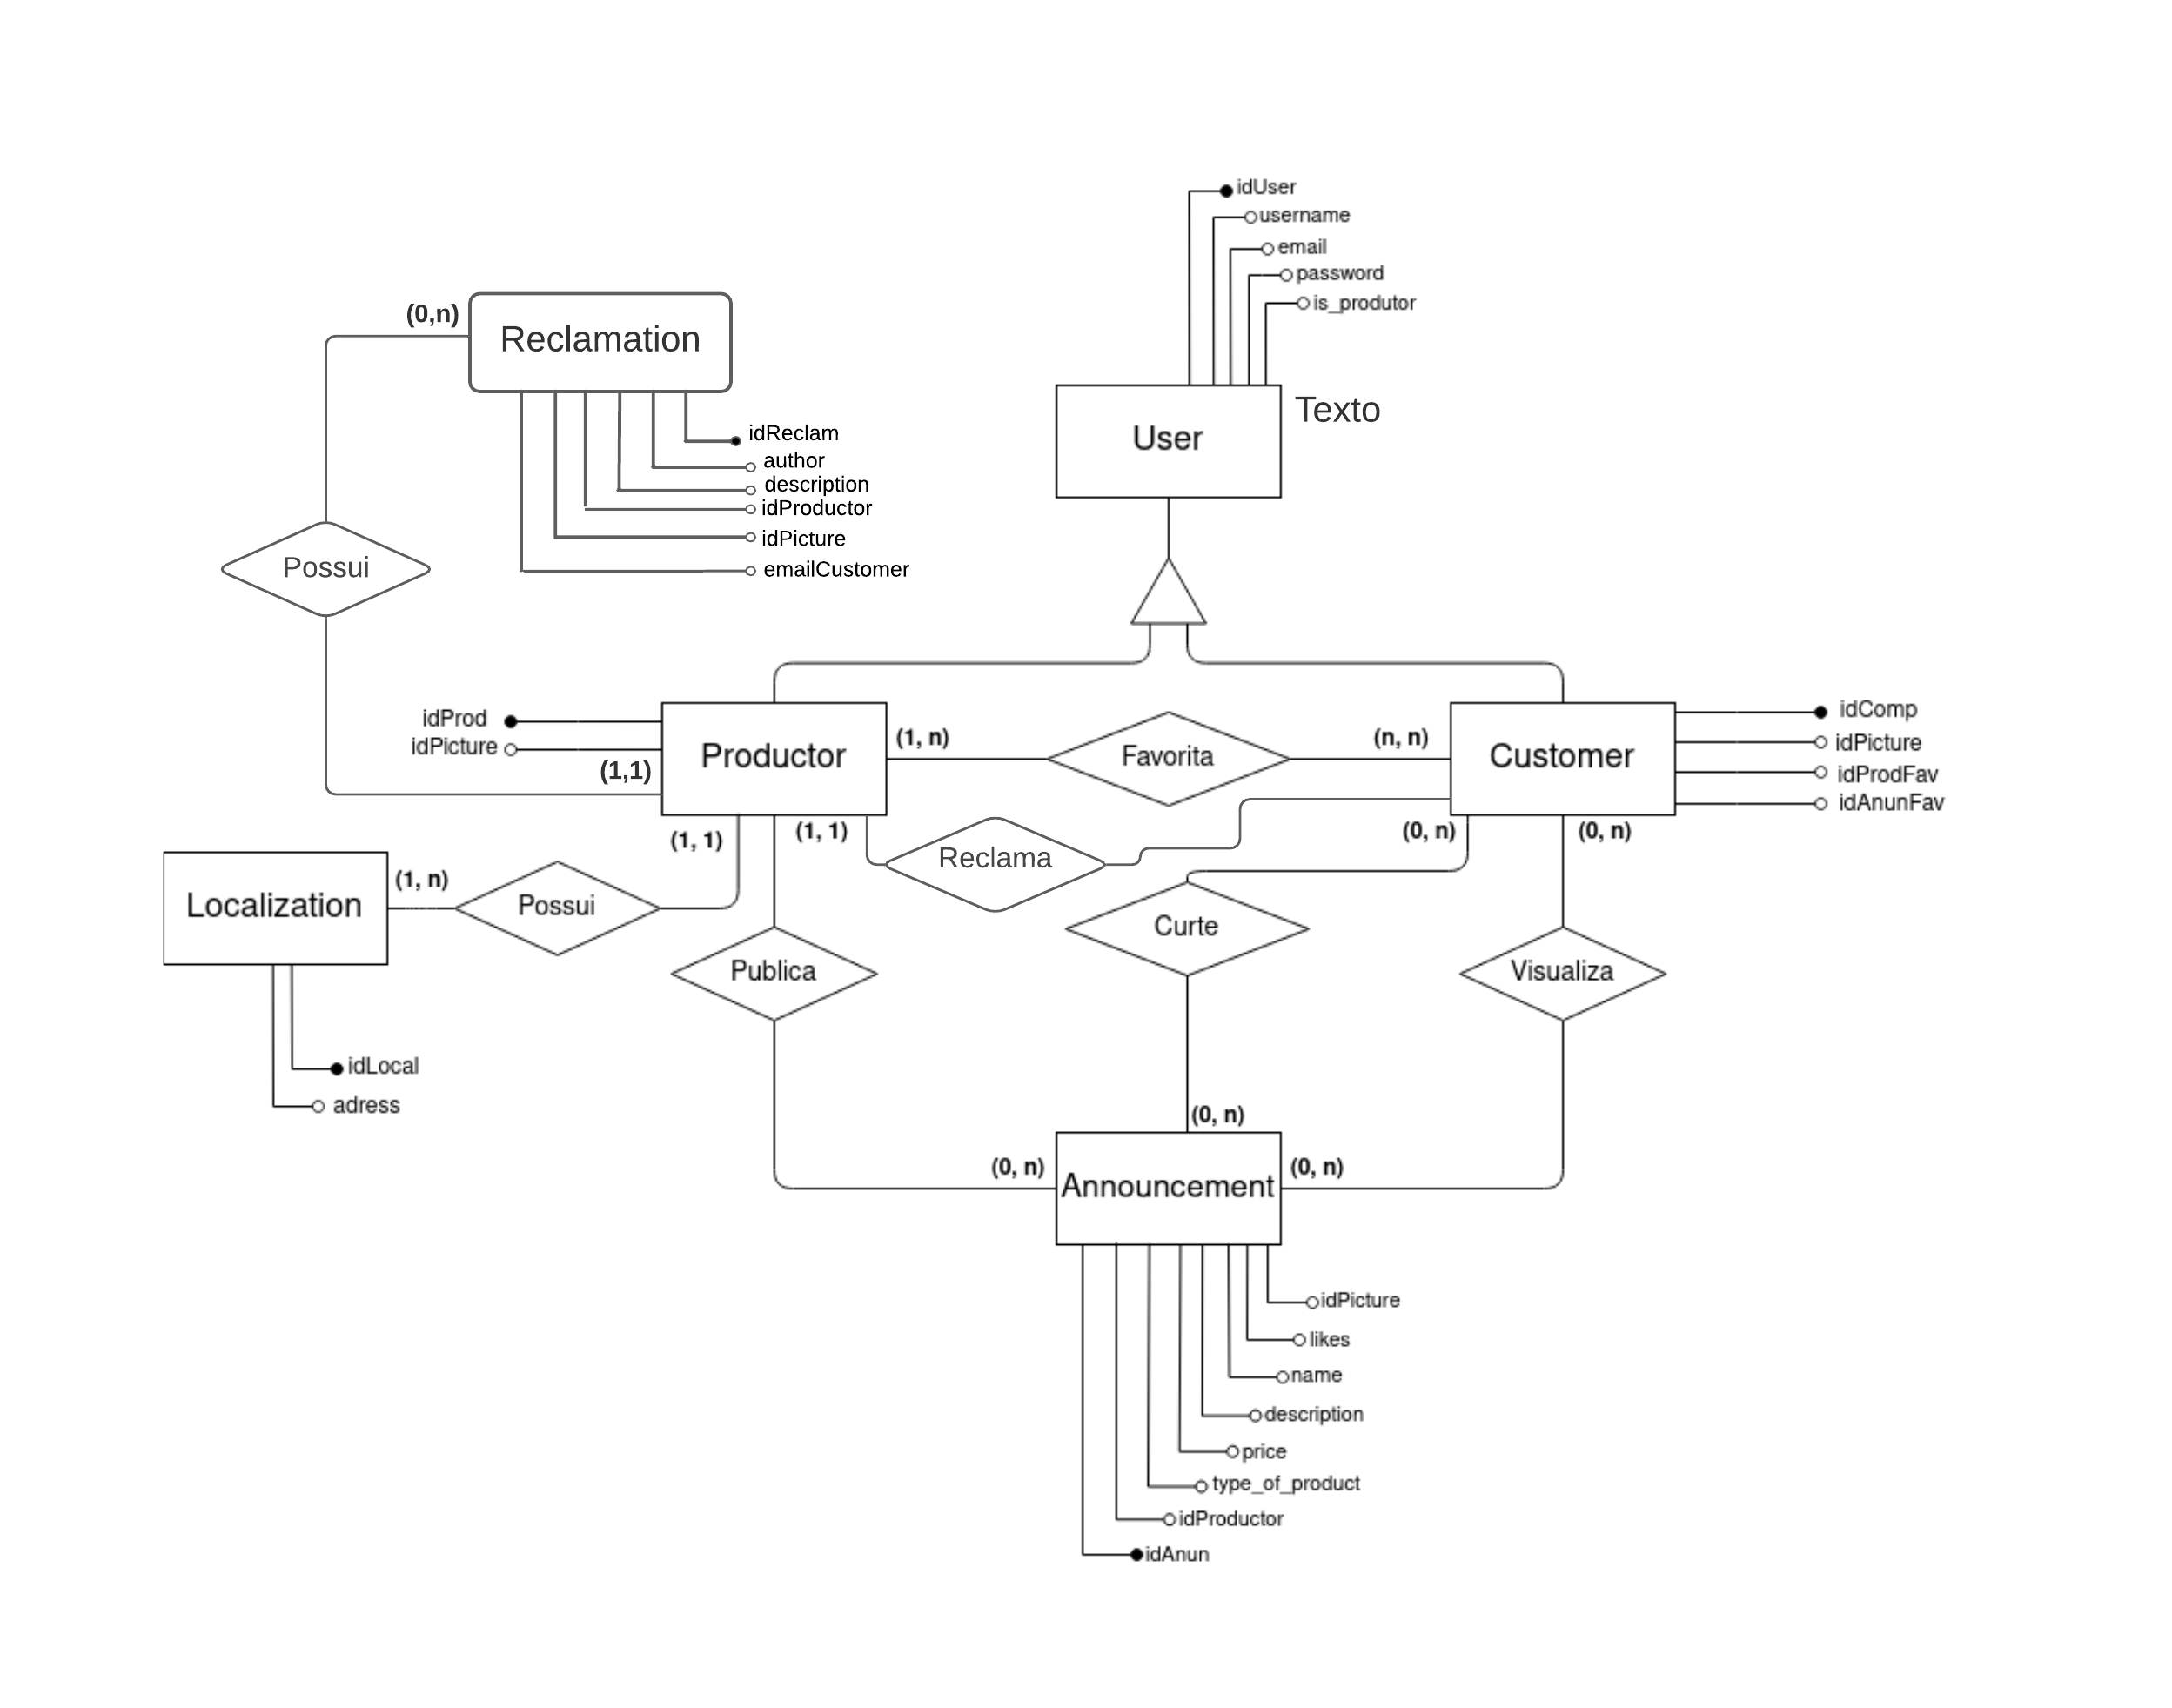 idUser
username
email
password
is_produtor
(0,n)
Reclamation
User
Texto
idReclam
author
description
idProductor
idPicture
emailCustomer
Possui
idProd
idPicture
(1,1)
Productor
(1, n)
Favorita
(n, n)
Customer
idComp
idPicture
idProdFav
idAnunFav
(1, 1)
(1, 1)
Reclama
(0, n)
(0, n)
Localization
(1, n)
Possui
Publica
Curte
Visualiza
idLocal
adress
(0, n)
(0, n)
Announcement
(0, n)
idPicture
likes
name
description
price
type_of_product
idProductor
idAnun